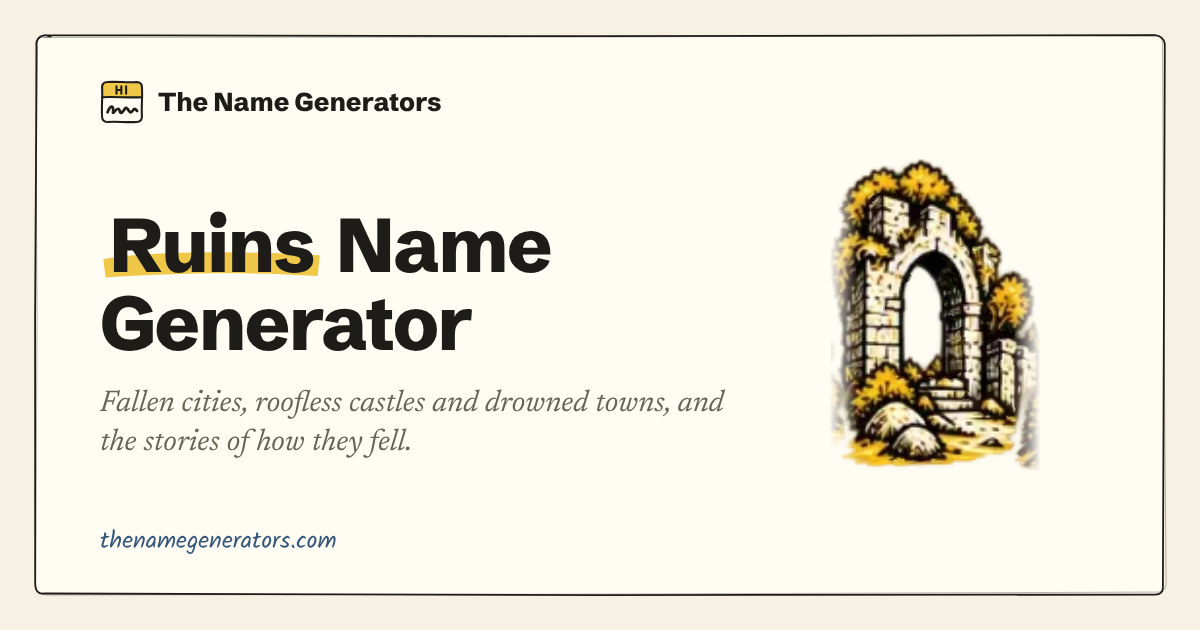 HI
The Name Generators
Ruins Name
Generator
Fallen cities, roofless castles and drowned towns, and
the stories of how they fell.
thenamegenerators.com